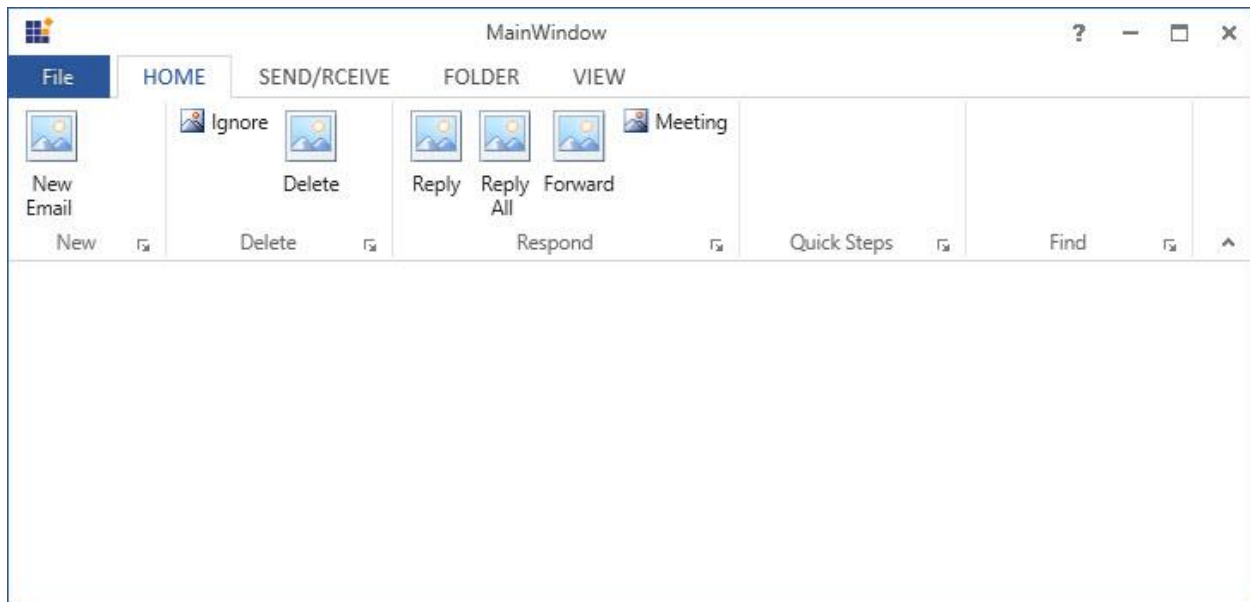 MainWindow
?
File HOME SEND/RCEIVE FOLDER VIEW
Ignore Meeting
New Delete Reply Reply Forward
Email All
New Delete Respond Quick Steps Find